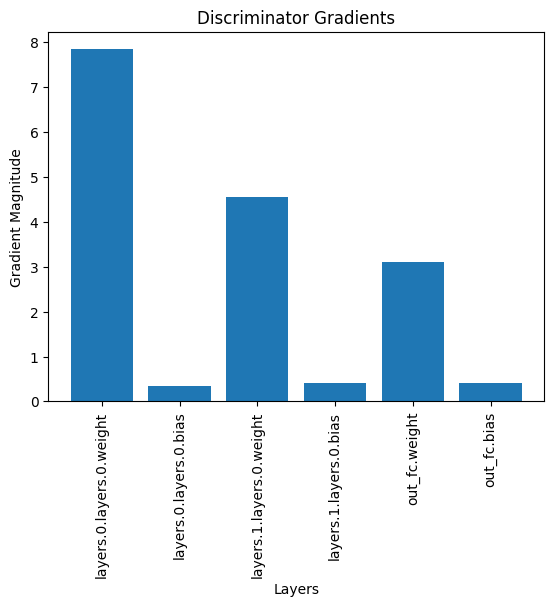 Discriminator Gradients
Gradient Magnitude
8
7
6
5
4
3
2
1
0
layers.0.layers.0.weight
layers.0.layers.0.bias
layers.1.layers.0.weight
layers.1.layers.0.bias
out_fc.weight
out_fc.bias
Layers